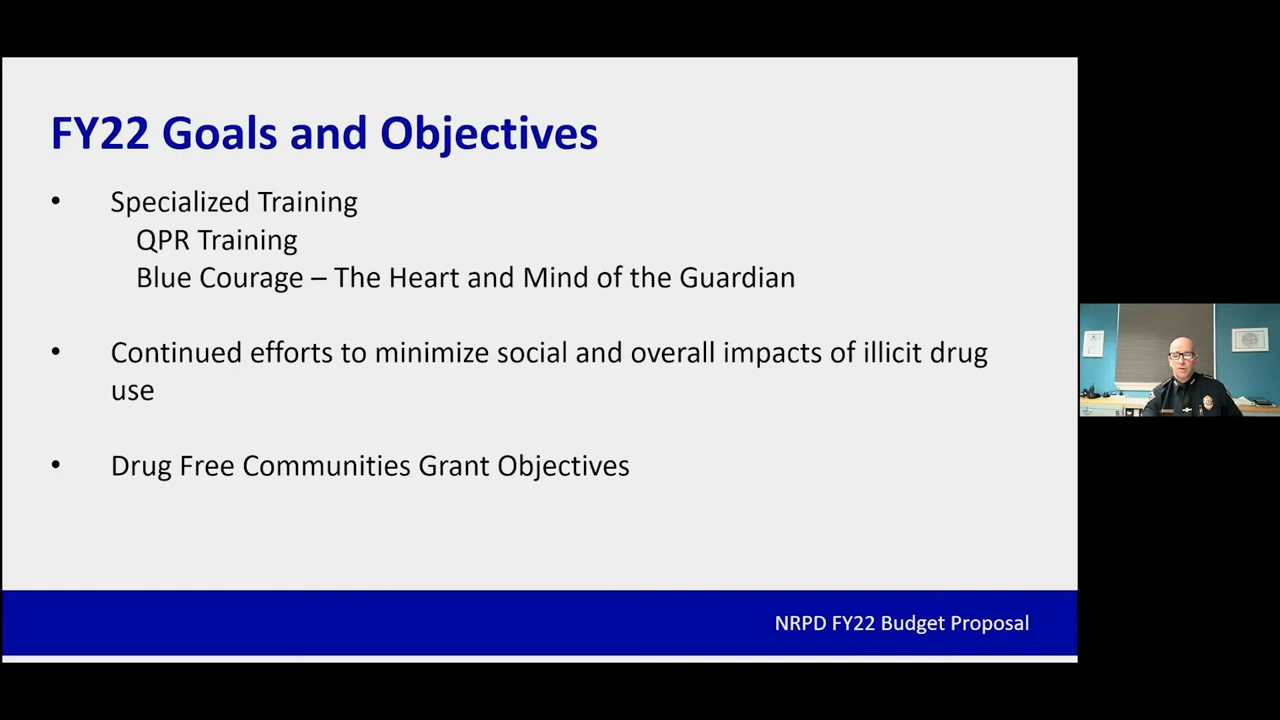 FY22 Goals and Objectives
• Specialized Training
QPR Training
Blue Courage – The Heart and Mind of the Guardian
• Continued efforts to minimize social and overall impacts of illicit drug
use
• Drug Free Communities Grant Objectives
NRPD FY22 Budget Proposal